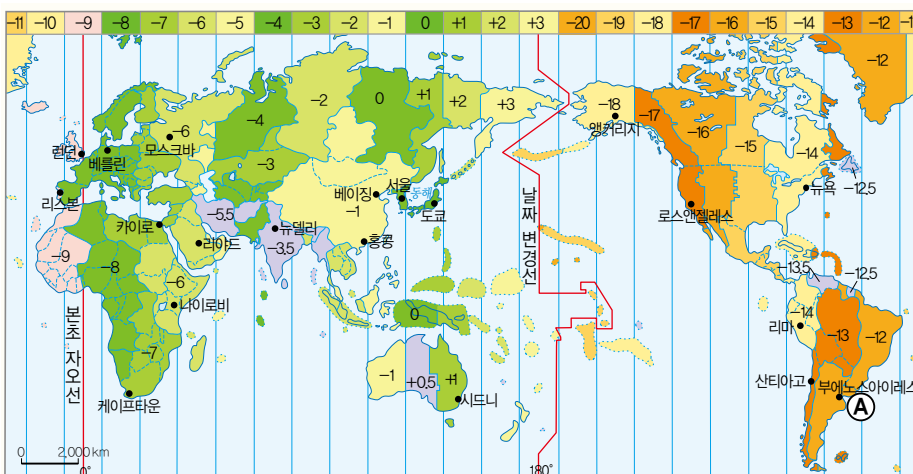 -11 -10 -9 -8 -7 -6 -5 -4 -3 -2 -1 0 +1 +2 +3 -20 -19 -18 -17 -16 -15 -14 -13 -12
-12
-2 0 +1 +2 +3 -18
앵커리지
-17 -16
-4
-6
모스크바
런던
베를린
-15 -14
-3
리스본
베이징
서울
동해
도쿄
-1
뉴욕
-12.5
로스앤젤레스
날짜 변경선
-5.5
카이로
뉴델리
리야드
-3.5
홍콩
-9
-8
-6
나이로비
-13.5
-12.5
0
-14
리마
-13
-12
본초 자오선
-7
-1
+0.5
+1
시드니
케이프타운
산티아고
부에노스아이레스
A
0 2,000km
0°
180°